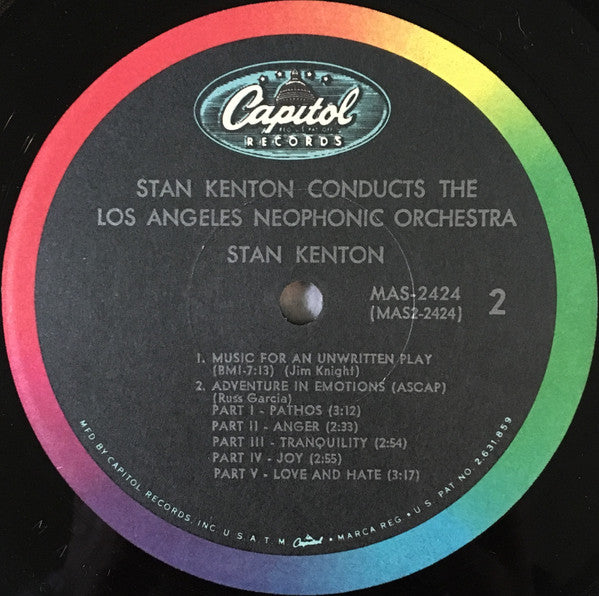 Capitol
RECORDS
STAN KENTON CONDUCTS THE
LOS ANGELES NEOPHONIC ORCHESTRA
STAN KENTON
MAS-2424
(MAS2-2424)
2
1. MUSIC FOR AN UNWRITTEN PLAY
(BMI-7:13) (Jim Knight)
2. ADVENTURE IN EMOTIONS (ASCAP)
(Russ Garcia)
PART I - PATHOS (3:12)
PART II - ANGER (2:33)
PART III - TRANQUILITY (2:54)
PART IV - JOY (2:55)
PART V - LOVE AND HATE (3:17)
MFD. BY CAPITOL RECORDS, INC. U.S.A. T.M. Capitol • MARCA REG. • U.S. PAT. NO. 2,631,859